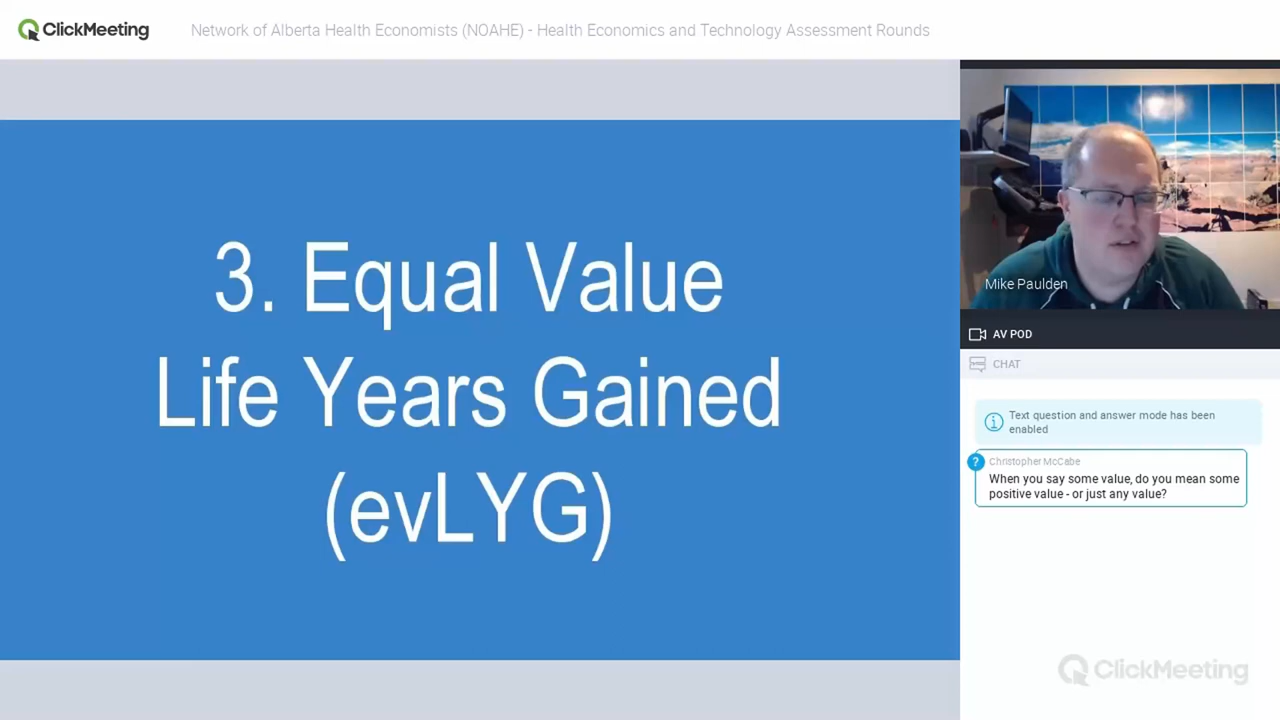 ClickMeeting
Network of Alberta Health Economists (NOAHE) - Health Economics and Technology Assessment Rounds
3. Equal Value
Life Years Gained
(evLYG)
Mike Paulden
AV POD
CHAT
Text question and answer mode has been
enabled
?
Christopher McCabe
When you say some value, do you mean some
positive value - or just any value?
ClickMeeting